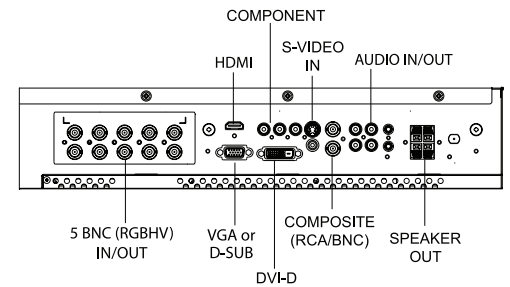 COMPONENT
S-VIDEO
IN
HDMI
AUDIO IN/OUT
5 BNC (RGBHV)
IN/OUT
VGA or
D-SUB
DVI-D
COMPOSITE
(RCA/BNC)
SPEAKER
OUT